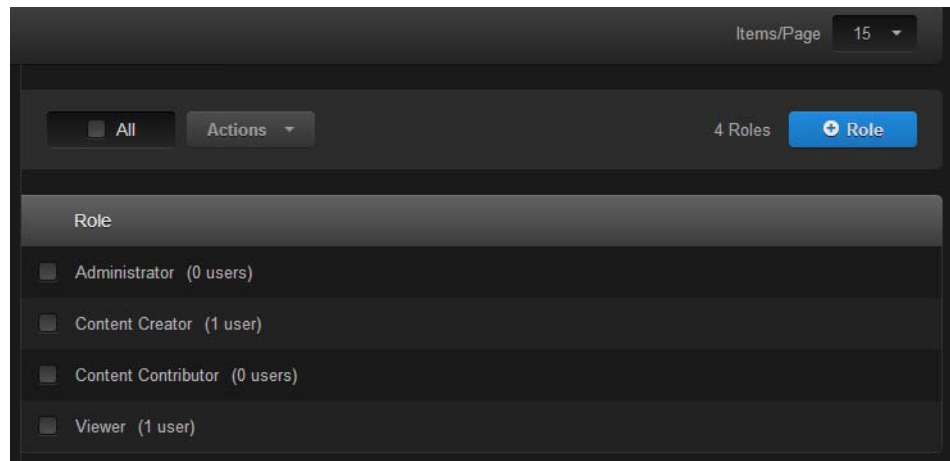 Items/Page 15
All Actions 4 Roles Role
Role
Administrator (0 users)
Content Creator (1 user)
Content Contributor (0 users)
Viewer (1 user)